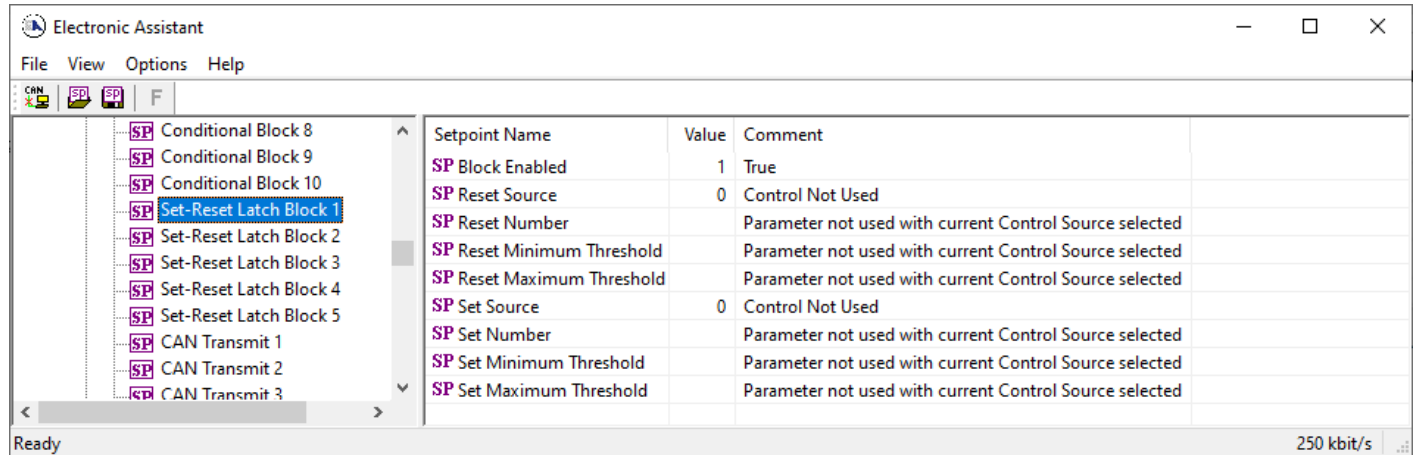 Electronic Assistant
File View Options Help
CAN SP SP F
SP Conditional Block 8
SP Conditional Block 9
SP Conditional Block 10
SP Set-Reset Latch Block 1
SP Set-Reset Latch Block 2
SP Set-Reset Latch Block 3
SP Set-Reset Latch Block 4
SP Set-Reset Latch Block 5
SP CAN Transmit 1
SP CAN Transmit 2
SP CAN Transmit 3
Setpoint Name Value Comment
SP Block Enabled 1 True
SP Reset Source 0 Control Not Used
SP Reset Number Parameter not used with current Control Source selected
SP Reset Minimum Threshold Parameter not used with current Control Source selected
SP Reset Maximum Threshold Parameter not used with current Control Source selected
SP Set Source 0 Control Not Used
SP Set Number Parameter not used with current Control Source selected
SP Set Minimum Threshold Parameter not used with current Control Source selected
SP Set Maximum Threshold Parameter not used with current Control Source selected
Ready 250 kbit/s